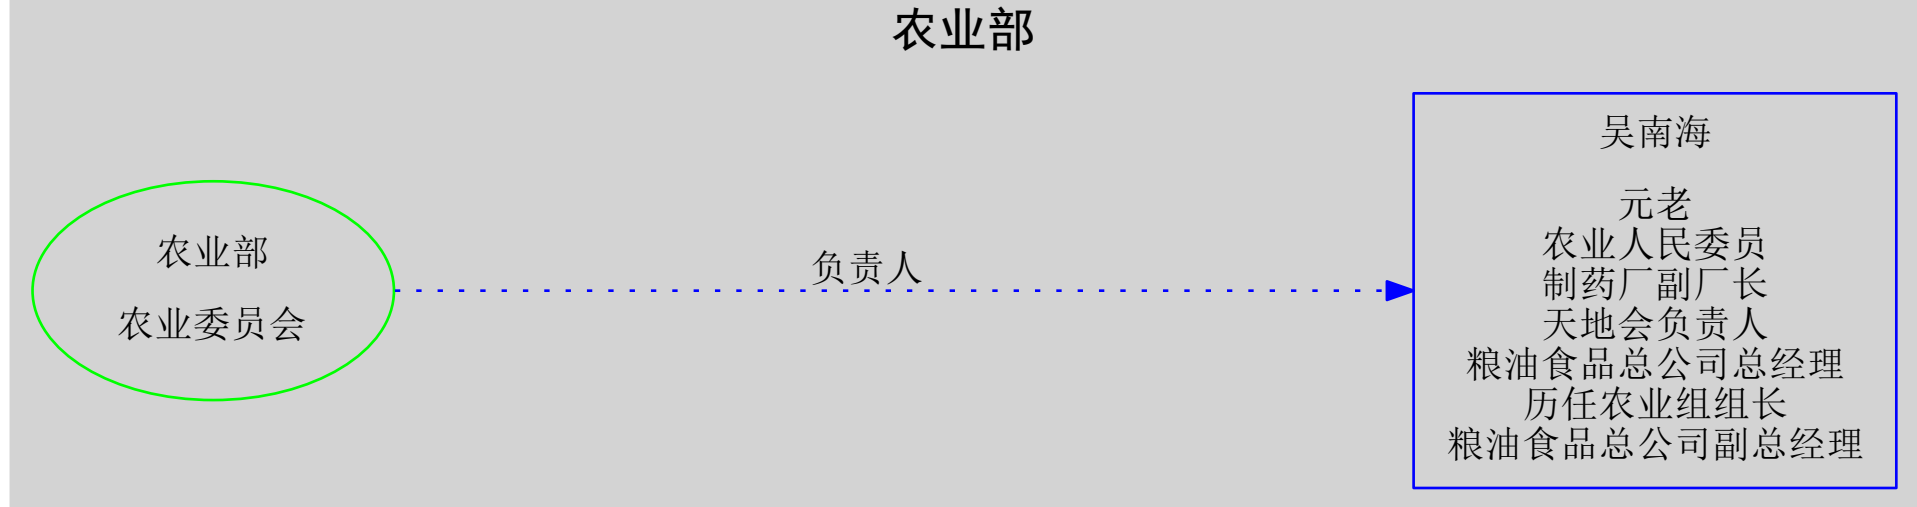 农业部
农业部
农业委员会
负责人
吴南海
元老
农业人民委员
制药厂副厂长
天地会负责人
粮油食品总公司总经理
历任农业组组长
粮油食品总公司副总经理